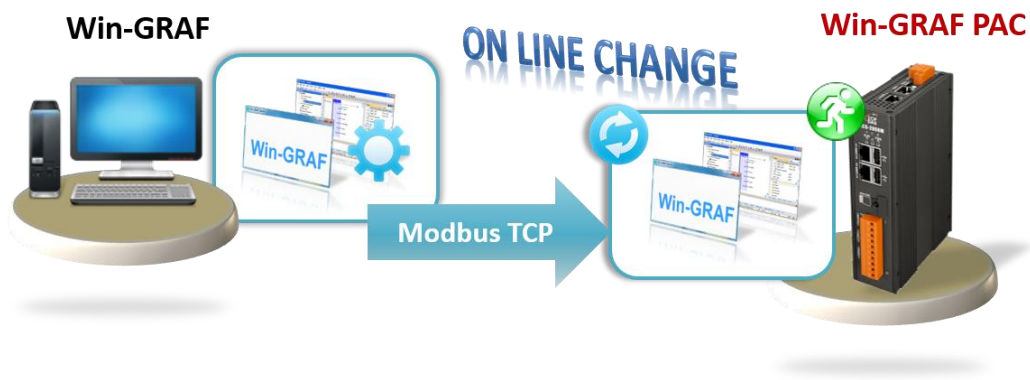 Win-GRAF
Win-GRAF PAC
ON LINE CHANGE
Win-GRAF
Modbus TCP
Win-GRAF